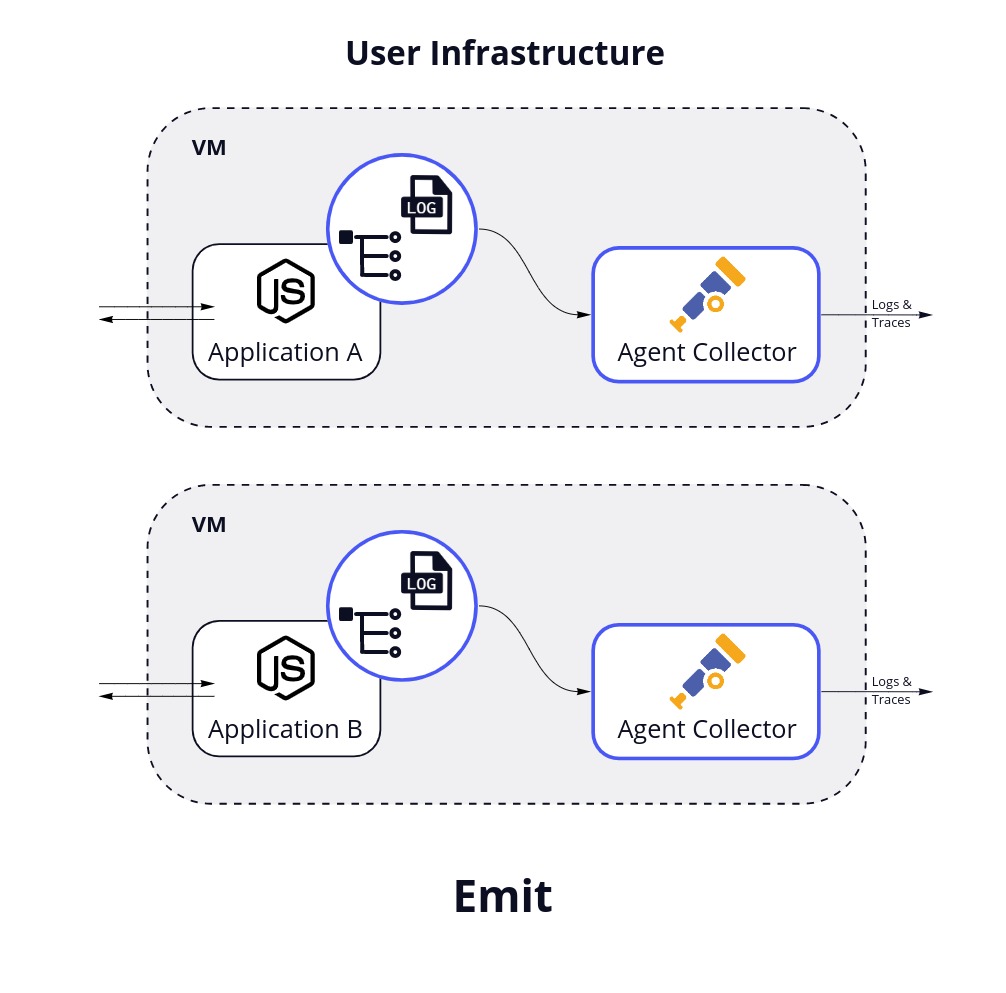 User Infrastructure
VM
LOG
JS
Application A
Agent Collector
Logs &
Traces
VM
LOG
JS
Application B
Agent Collector
Logs &
Traces
Emit